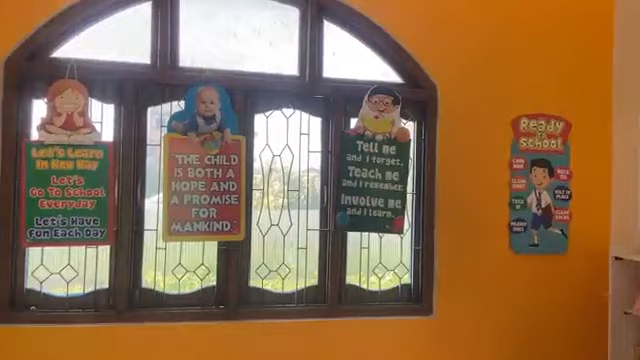 Let's Learn
In New Way
Let's
Go To School
Everyday
Let's Have
Fun Each Day
"THE CHILD
IS BOTH A
HOPE AND
A PROMISE
FOR
MANKIND"
Tell me
and I forget.
Teach me
and I remember.
Involve me
and I learn.
Ready
to
School